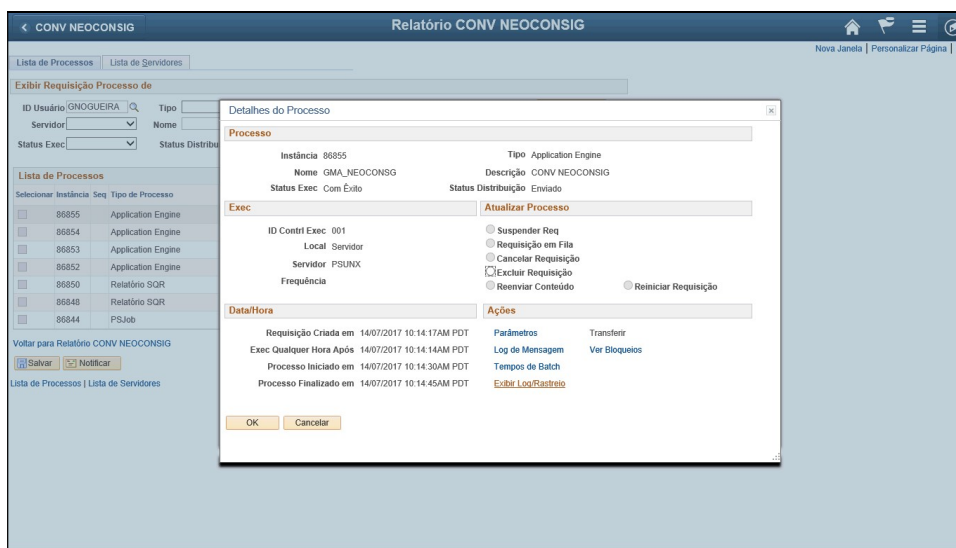 CONV NEOCONSIG
Relatório CONV NEOCONSIG
Nova Janela | Personalizar Página |
Lista de Processos
Lista de Servidores
Exibir Requisição Processo de
ID Usuário GNOGUEIRA
Tipo
Servidor
Nome
Status Exec
Status Distribu
Lista de Processos
Selecionar Instância Seq Tipo de Processo
86855 Application Engine
86854 Application Engine
86853 Application Engine
86852 Application Engine
86850 Relatório SQR
86848 Relatório SQR
86844 PSJob
Voltar para Relatório CONV NEOCONSIG
Salvar
Notificar
Lista de Processos | Lista de Servidores
Detalhes do Processo
Processo
Instância 86855
Tipo Application Engine
Nome GMA_NEOCONSG
Descrição CONV NEOCONSIG
Status Exec Com Êxito
Status Distribuição Enviado
Exec
ID Contrl Exec 001
Local Servidor
Servidor PSUNX
Frequência
Atualizar Processo
Suspender Req
Requisição em Fila
Cancelar Requisição
Excluir Requisição
Reenviar Conteúdo
Reiniciar Requisição
Data/Hora
Requisição Criada em 14/07/2017 10:14:17AM PDT
Exec Qualquer Hora Após 14/07/2017 10:14:14AM PDT
Processo Iniciado em 14/07/2017 10:14:30AM PDT
Processo Finalizado em 14/07/2017 10:14:45AM PDT
Ações
Parâmetros
Transferir
Log de Mensagem
Ver Bloqueios
Tempos de Batch
Exibir Log/Rastreio
OK
Cancelar